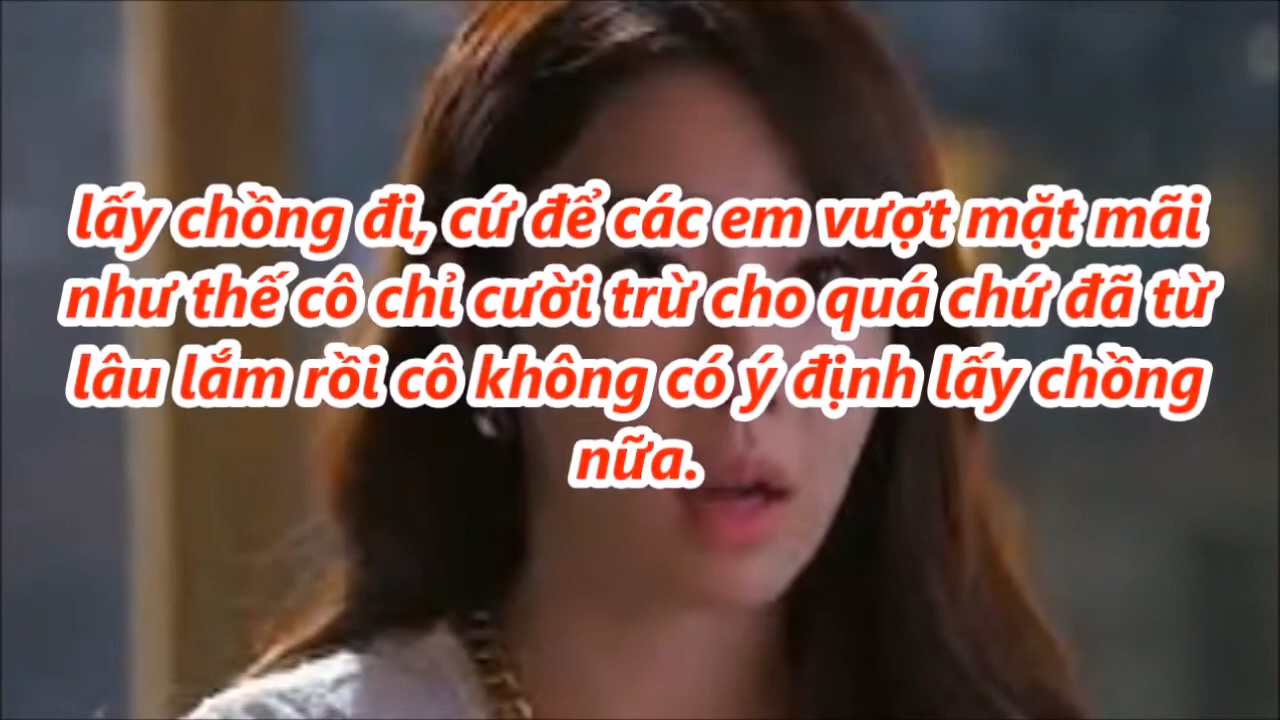 lấy chồng đi, cứ để các em vượt mặt mãi
như thế cô chỉ cười trừ cho quá chứ đã từ
lâu lắm rồi cô không có ý định lấy chồng
nữa.